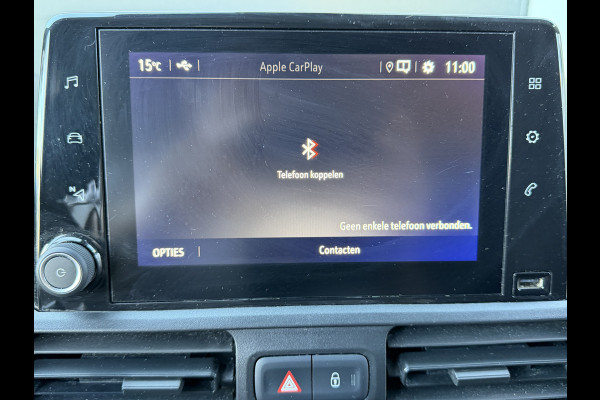 15°C Apple CarPlay 11:00
N
Telefoon koppelen
Geen enkele telefoon verbonden.
OPTIES Contacten